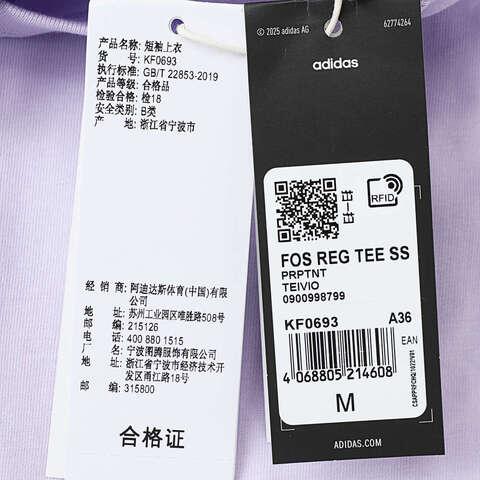 产品名称: 短袖上衣
货 号: KF0693
执行标准: GB/T 22853-2019
产品等级: 合格品
检验合格: 检18
安全类别: B类
产 地: 浙江省宁波市
经 销 商: 阿迪达斯体育(中国)有限
公司
地 址: 苏州工业园区唯胜路508号
邮 编: 215126
电 话: 400 880 1515
厂 名: 宁波图腾服饰有限公司
地 址: 浙江省宁波市经济技术开
发区甬江路18号
邮 编: 315800
合格证
© 2025 adidas AG
62774264
adidas
RFID
FOS REG TEE SS
PRPTNT
TEIVIO
0900998799
KF0693 A36
EAN
4 068805 214608
M
ADIDAS.COM